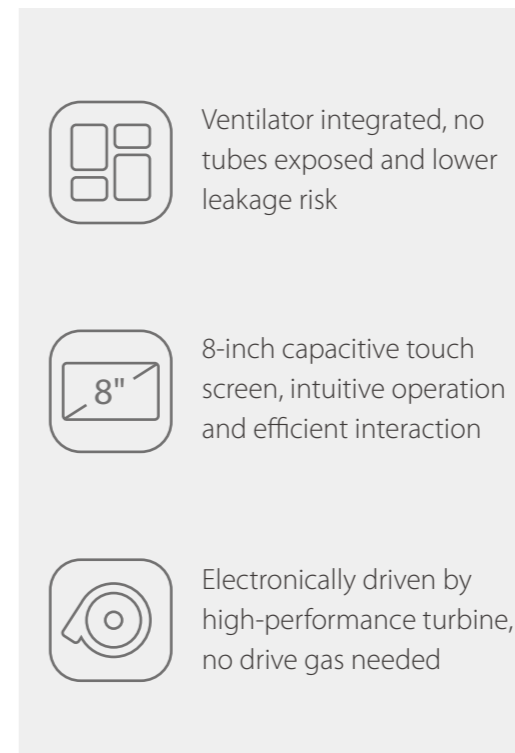 Ventilator integrated, no
tubes exposed and lower
leakage risk
8"
8-inch capacitive touch
screen, intuitive operation
and efficient interaction
Electronically driven by
high-performance turbine,
no drive gas needed